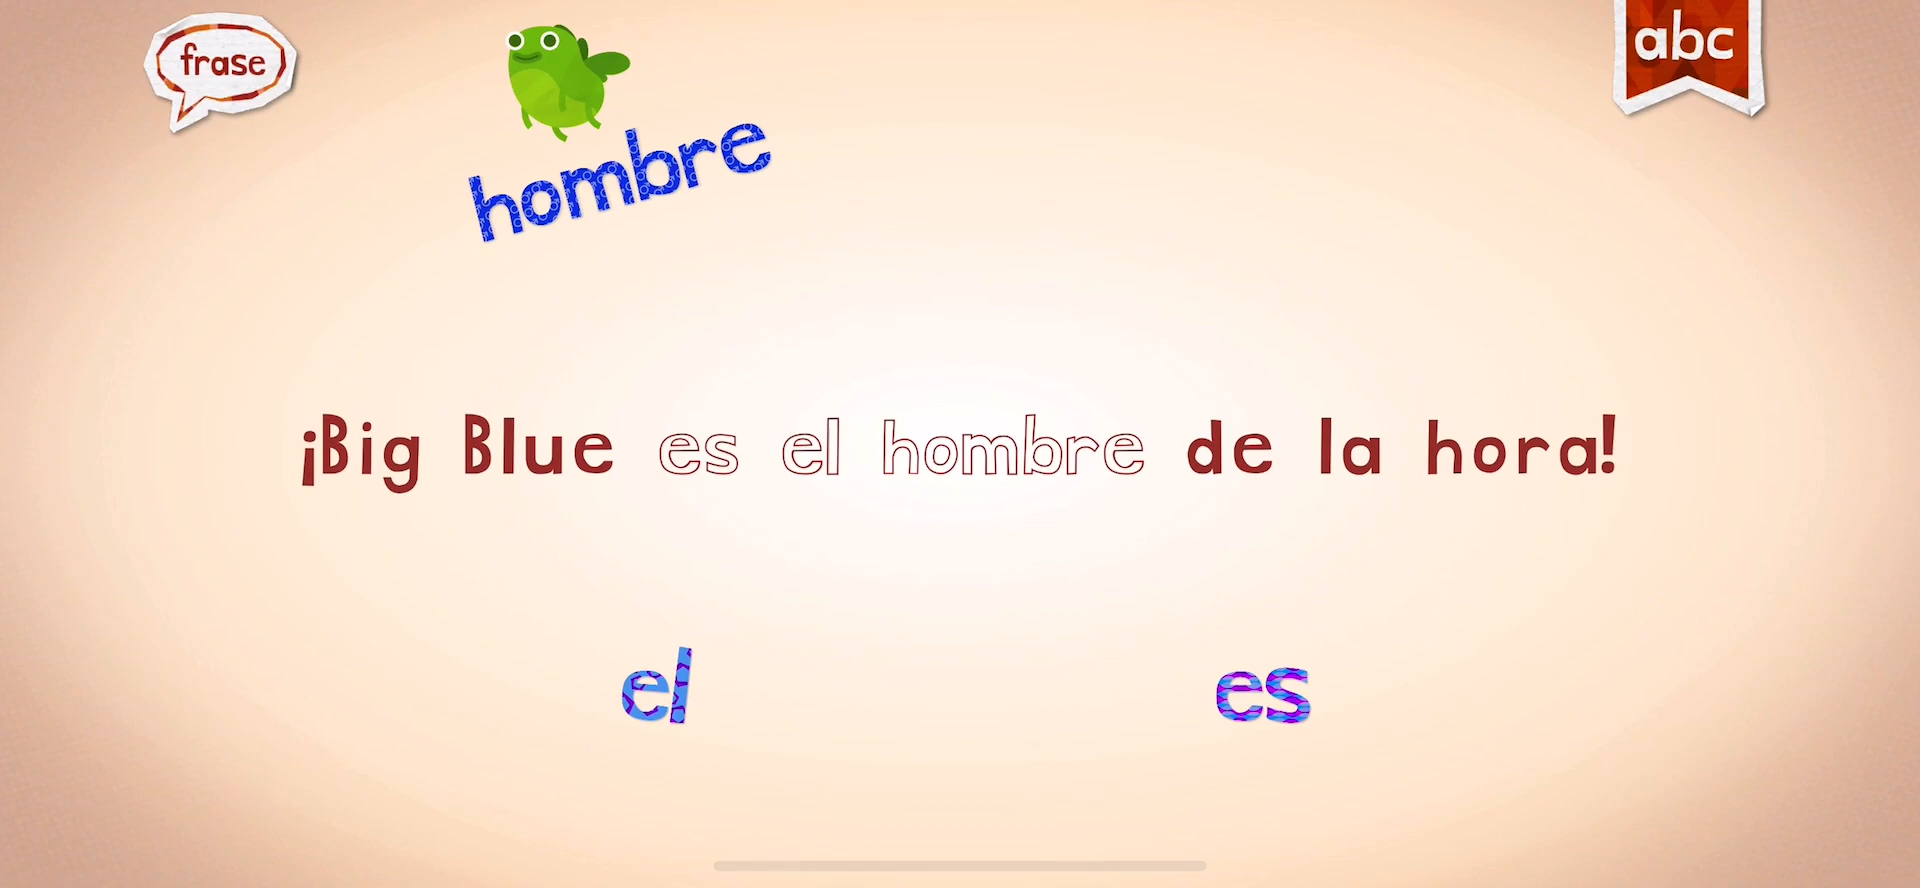 frase
abc
hombre
¡Big Blue es el hombre de la hora!
el
es